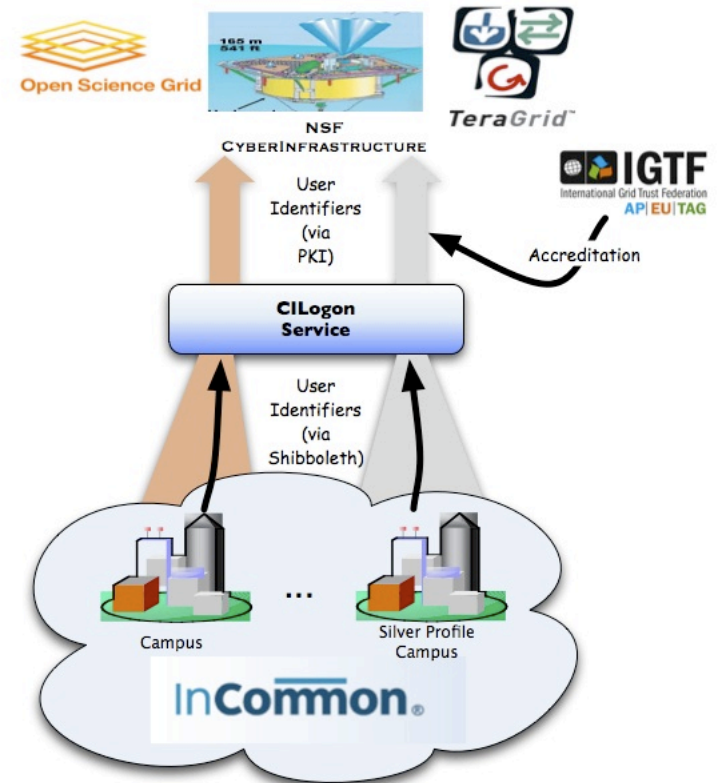 Open Science Grid
165 m
541 ft
TeraGrid™
NSF
CYBERINFRASTRUCTURE
IGTF
International Grid Trust Federation
AP|EU|TAG
User
Identifiers
(via
PKI)
Accreditation
CILogon
Service
User
Identifiers
(via
Shibboleth)
...
Campus
Silver Profile
Campus
InCommon®